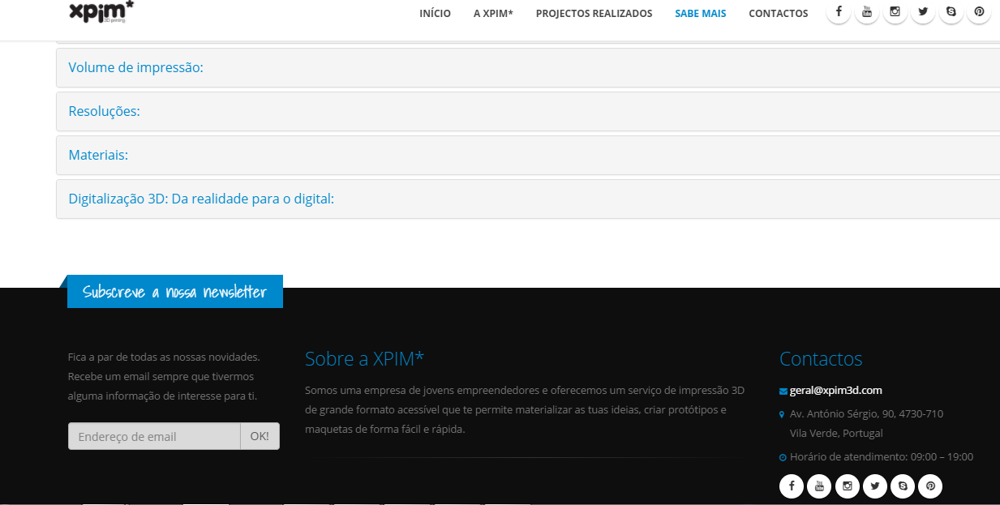 xpim*
3D printing
INÍCIO A XPIM* PROJECTOS REALIZADOS SABE MAIS CONTACTOS
Volume de impressão:
Resoluções:
Materiais:
Digitalização 3D: Da realidade para o digital:
Subscreve a nossa newsletter
Fica a par de todas as nossas novidades.
Recebe um email sempre que tivermos
alguma informação de interesse para ti.
Endereço de email OK!
Sobre a XPIM*
Somos uma empresa de jovens empreendedores e oferecemos um serviço de impressão 3D
de grande formato acessível que te permite materializar as tuas ideias, criar protótipos e
maquetas de forma fácil e rápida.
Contactos
geral@xpim3d.com
Av. António Sérgio, 90, 4730-710
Vila Verde, Portugal
Horário de atendimento: 09:00 – 19:00